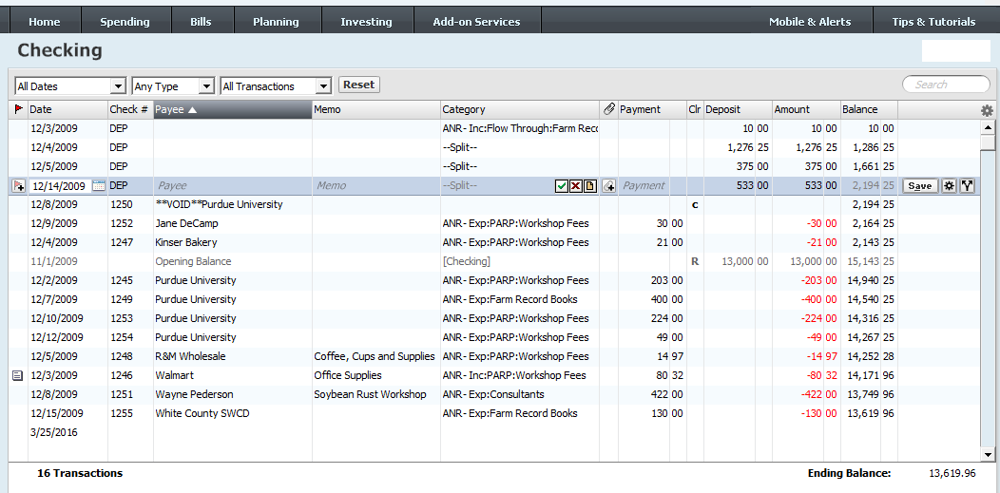 Home Spending Bills Planning Investing Add-on Services Mobile & Alerts Tips & Tutorials
Checking
All Dates Any Type All Transactions Reset Search
Date Check # Payee Memo Category Payment Clr Deposit Amount Balance
12/3/2009 DEP ANR- Inc:Flow Through:Farm Rec 10 00 10 00 10 00
12/4/2009 DEP --Split-- 1,276 25 1,276 25 1,286 25
12/5/2009 DEP --Split-- 375 00 375 00 1,661 25
12/14/2009 DEP Payee Memo --Split-- Payment 533 00 533 00 2,194 25 Save
12/8/2009 1250 **VOID**Purdue University c 2,194 25
12/9/2009 1252 Jane DeCamp ANR- Exp:PARP:Workshop Fees 30 00 -30 00 2,164 25
12/4/2009 1247 Kinser Bakery ANR- Exp:PARP:Workshop Fees 21 00 -21 00 2,143 25
11/1/2009 Opening Balance [Checking] R 13,000 00 13,000 00 15,143 25
12/2/2009 1245 Purdue University ANR- Exp:PARP:Workshop Fees 203 00 -203 00 14,940 25
12/7/2009 1249 Purdue University ANR- Exp:Farm Record Books 400 00 -400 00 14,540 25
12/10/2009 1253 Purdue University ANR- Exp:PARP:Workshop Fees 224 00 -224 00 14,316 25
12/12/2009 1254 Purdue University ANR- Exp:PARP:Workshop Fees 49 00 -49 00 14,267 25
12/5/2009 1248 R&M Wholesale Coffee, Cups and Supplies ANR- Exp:PARP:Workshop Fees 14 97 -14 97 14,252 28
12/3/2009 1246 Walmart Office Supplies ANR- Inc:PARP:Workshop Fees 80 32 -80 32 14,171 96
12/8/2009 1251 Wayne Pederson Soybean Rust Workshop ANR- Exp:Consultants 422 00 -422 00 13,749 96
12/15/2009 1255 White County SWCD ANR- Exp:Farm Record Books 130 00 -130 00 13,619 96
3/25/2016
16 Transactions Ending Balance: 13,619.96